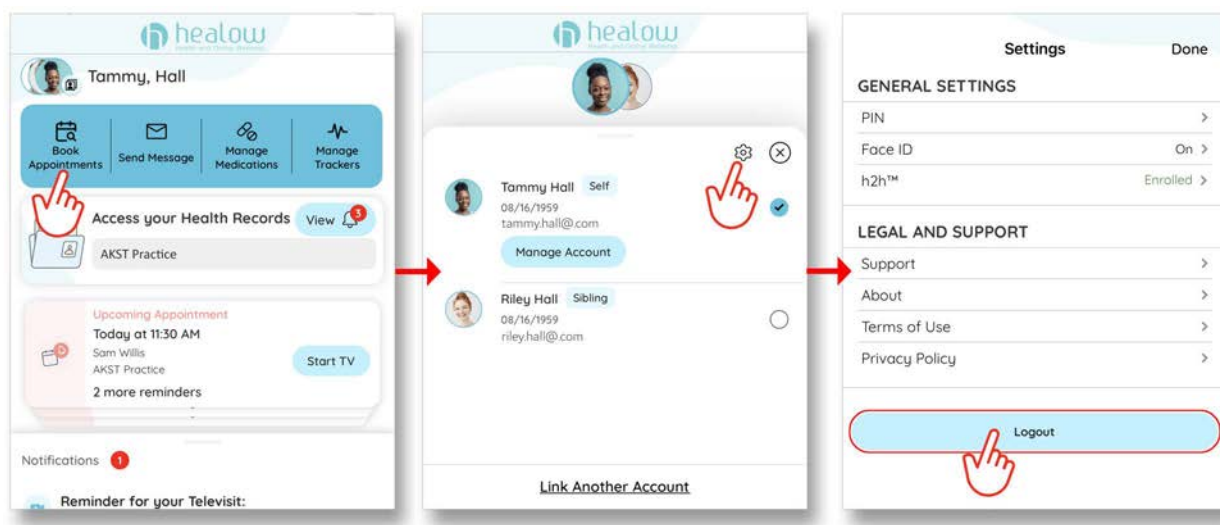 healow
Tammy, Hall
Book
Appointments
Send Message
Manage
Medications
Manage
Trackers
Access your Health Records
View
3
AKST Practice
Upcoming Appointment
Today at 11:30 AM
Sam Willis
AKST Practice
2 more reminders
Start TV
Notifications 1
Reminder for your Televisit:
healow
Tammy Hall Self
08/16/1959
tammy.hall@.com
Manage Account
Riley Hall Sibling
08/16/1959
riley.hall@.com
Link Another Account
Settings Done
GENERAL SETTINGS
PIN
Face ID On
h2h™ Enrolled
LEGAL AND SUPPORT
Support
About
Terms of Use
Privacy Policy
Logout